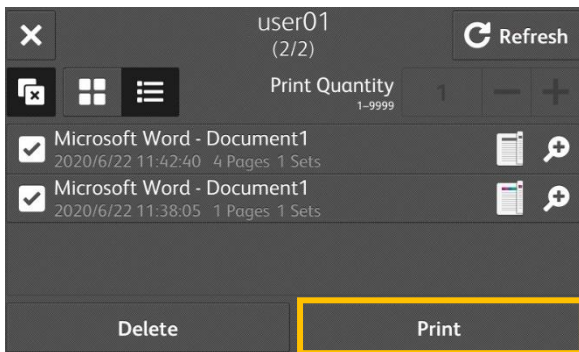 user01
(2/2)
Refresh
Print Quantity
1–9999
1
Microsoft Word - Document1
2020/6/22 11:42:40 4 Pages 1 Sets
Microsoft Word - Document1
2020/6/22 11:38:05 1 Pages 1 Sets
Delete
Print